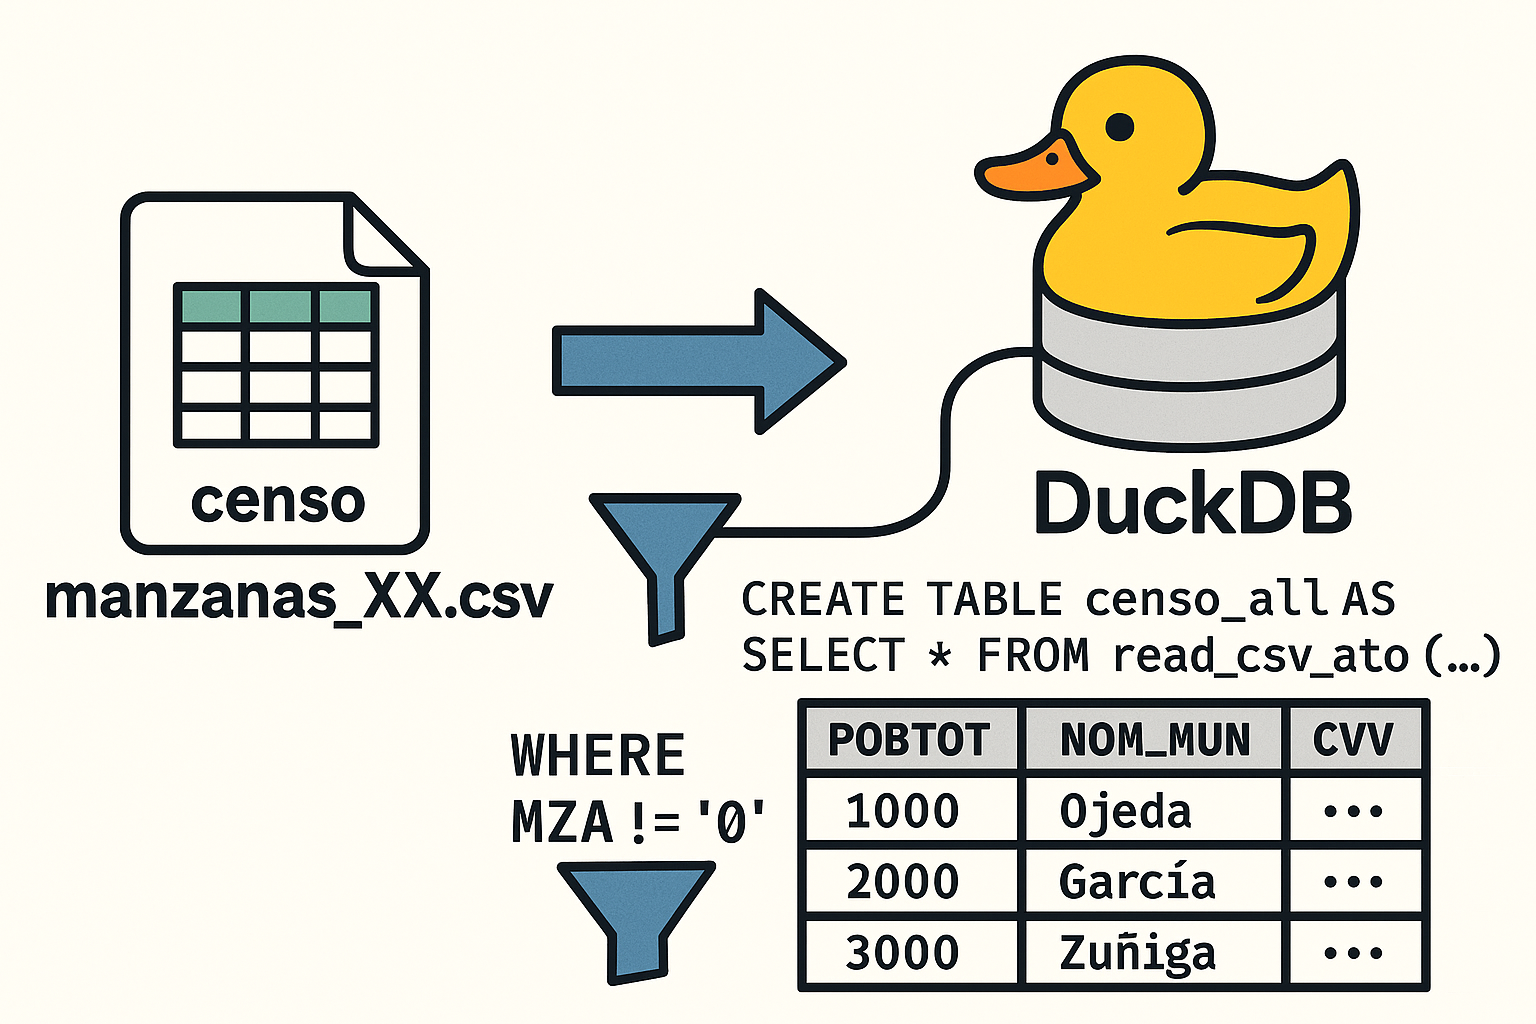 censo
manzanas_XX.csv
DuckDB
CREATE TABLE censo_all AS
SELECT * FROM read_csv_ato (...)
WHERE
MZA != '0'
POBTOT NOM_MUN CVV
1000 Ojeda ...
2000 García ...
3000 Zuñiga ...